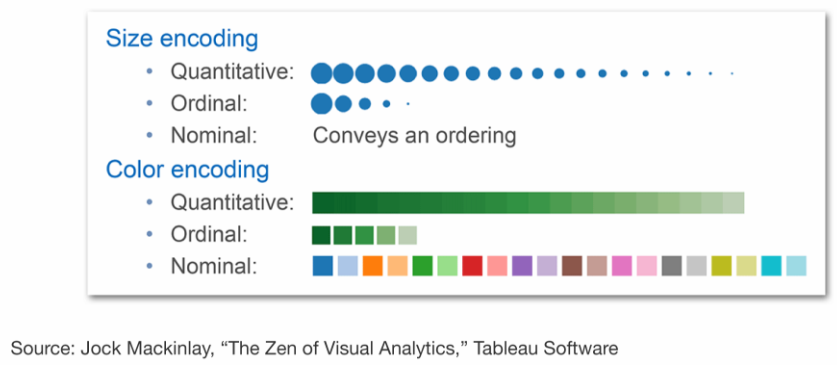 Size encoding
• Quantitative:
• Ordinal:
• Nominal: Conveys an ordering
Color encoding
• Quantitative:
• Ordinal:
• Nominal:
Source: Jock Mackinlay, “The Zen of Visual Analytics,” Tableau Software